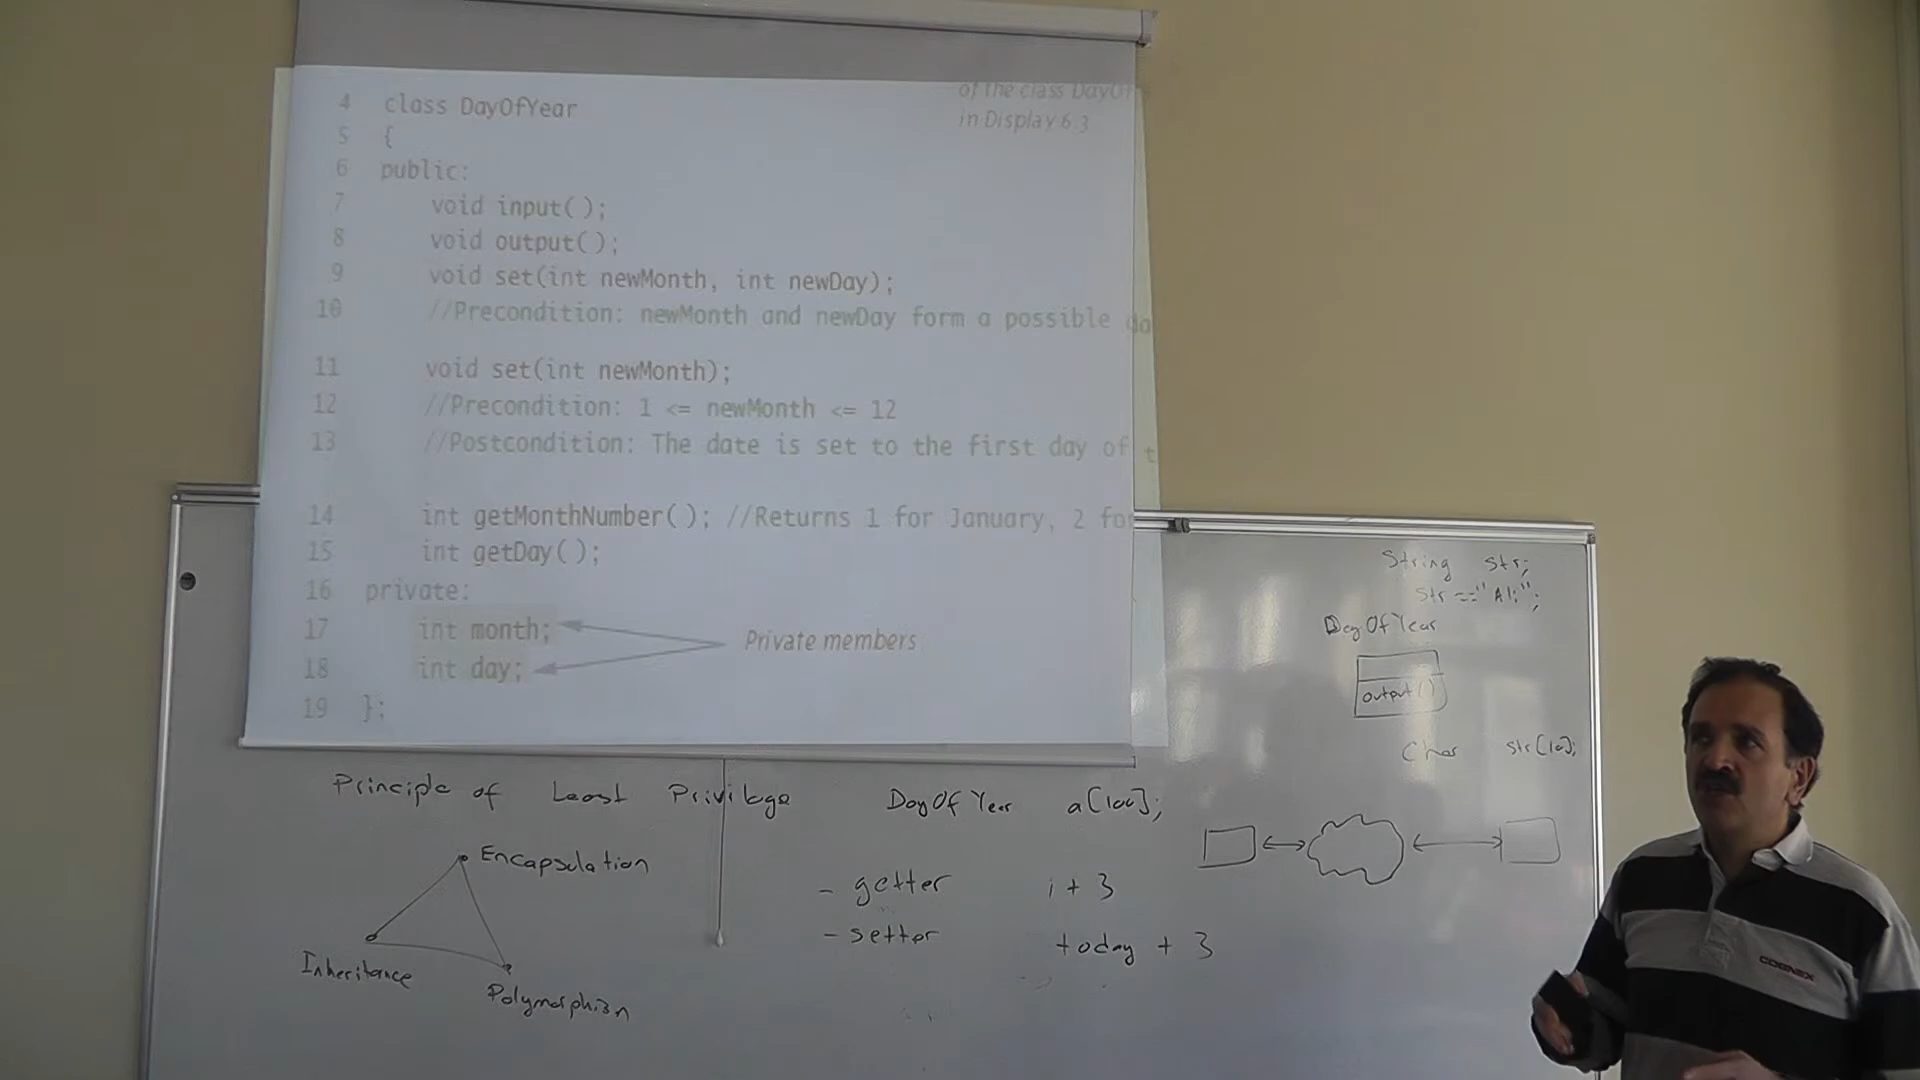 of the class DayOf
in Display 6.3
4 class DayOfYear
5 {
6 public:
7 void input();
8 void output();
9 void set(int newMonth, int newDay);
10 //Precondition: newMonth and newDay form a possible da
11 void set(int newMonth);
12 //Precondition: 1 <= newMonth <= 12
13 //Postcondition: The date is set to the first day of t
14 int getMonthNumber(); //Returns 1 for January, 2 for
15 int getDay();
16 private:
17 int month;
Private members
18 int day;
19 };
String str;
str == "Ali";
DayOfYear
output()
Char str[10];
Principle of Least Privilage
DayOfYear a[100];
Encapsulation
Inheritance
Polymorphism
- getter
- setter
i + 3
today + 3
COGNEX